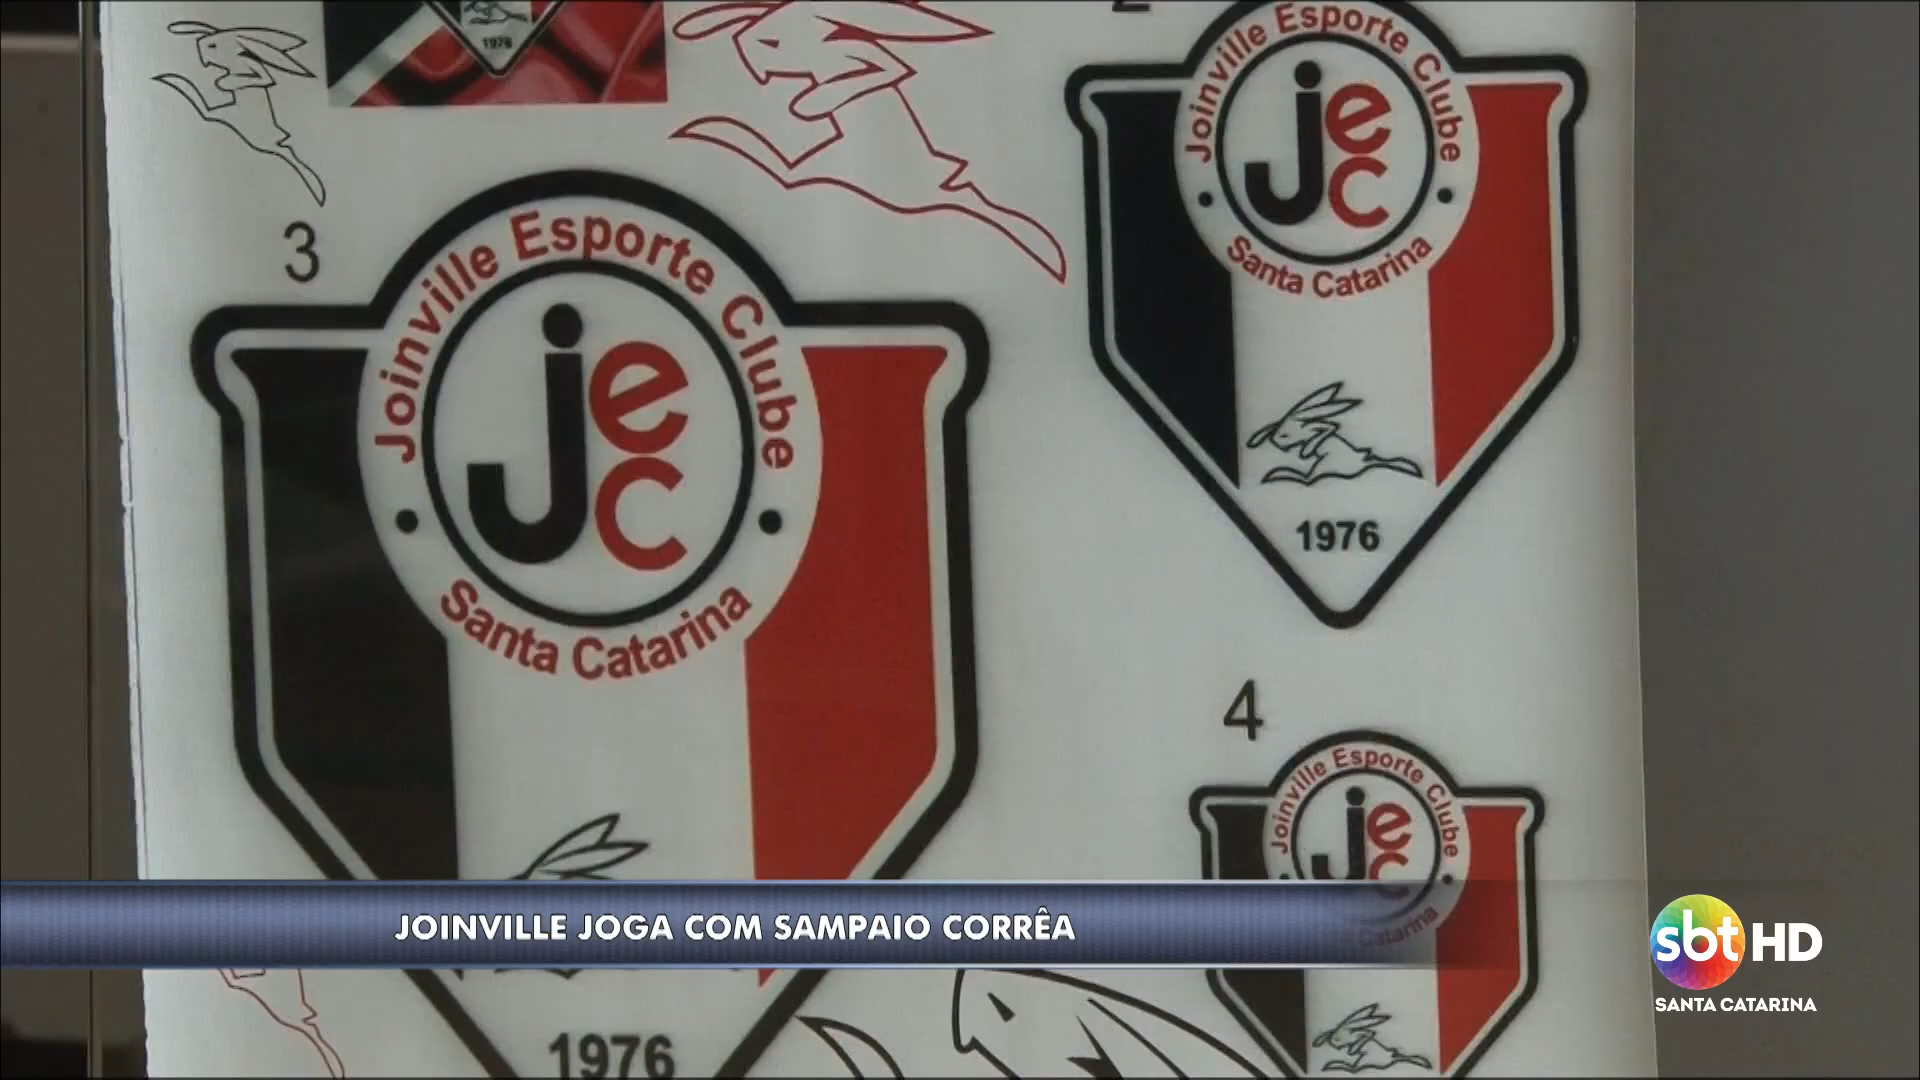 1976
2
Joinville Esporte Clube
jec
Santa Catarina
1976
3
Joinville Esporte Clube
jec
Santa Catarina
1976
4
Joinville Esporte Clube
jec
Catarina
JOINVILLE JOGA COM SAMPAIO CORRÊA
sbt HD
SANTA CATARINA